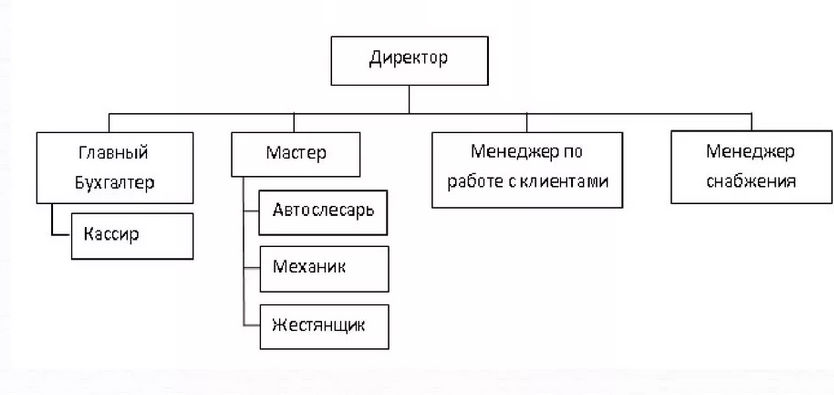 Директор
Главный
Бухгалтер
Кассир
Мастер
Автослесарь
Механик
Жестянщик
Менеджер по
работе с клиентами
Менеджер
снабжения